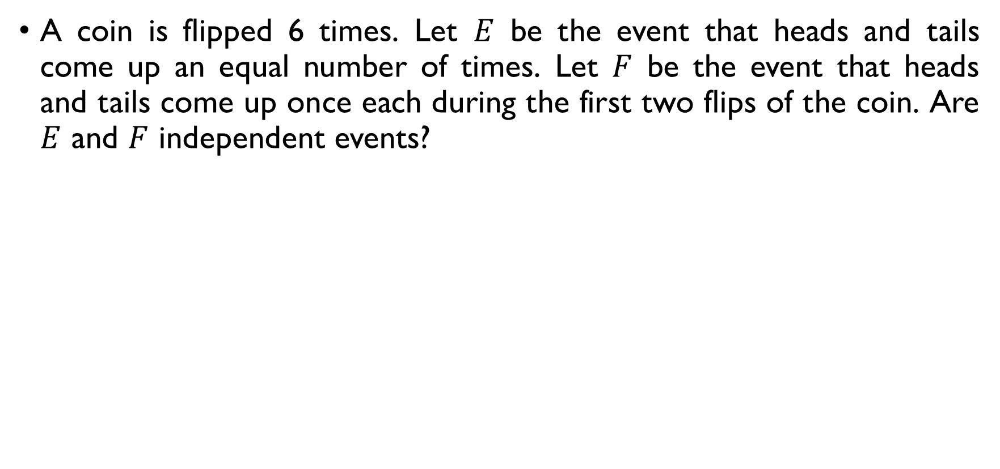 • A coin is flipped 6 times. Let E be the event that heads and tails
come up an equal number of times. Let F be the event that heads
and tails come up once each during the first two flips of the coin. Are
E and F independent events?